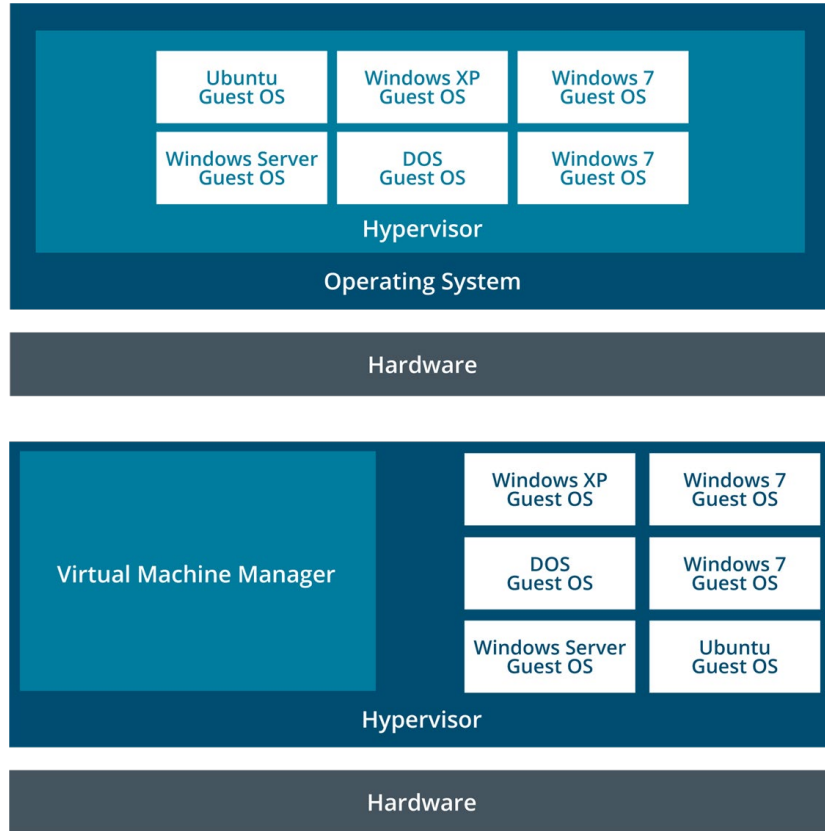 Ubuntu
Guest OS
Windows XP
Guest OS
Windows 7
Guest OS
Windows Server
Guest OS
DOS
Guest OS
Windows 7
Guest OS
Hypervisor
Operating System
Hardware
Virtual Machine Manager
Windows XP
Guest OS
Windows 7
Guest OS
DOS
Guest OS
Windows 7
Guest OS
Windows Server
Guest OS
Ubuntu
Guest OS
Hypervisor
Hardware